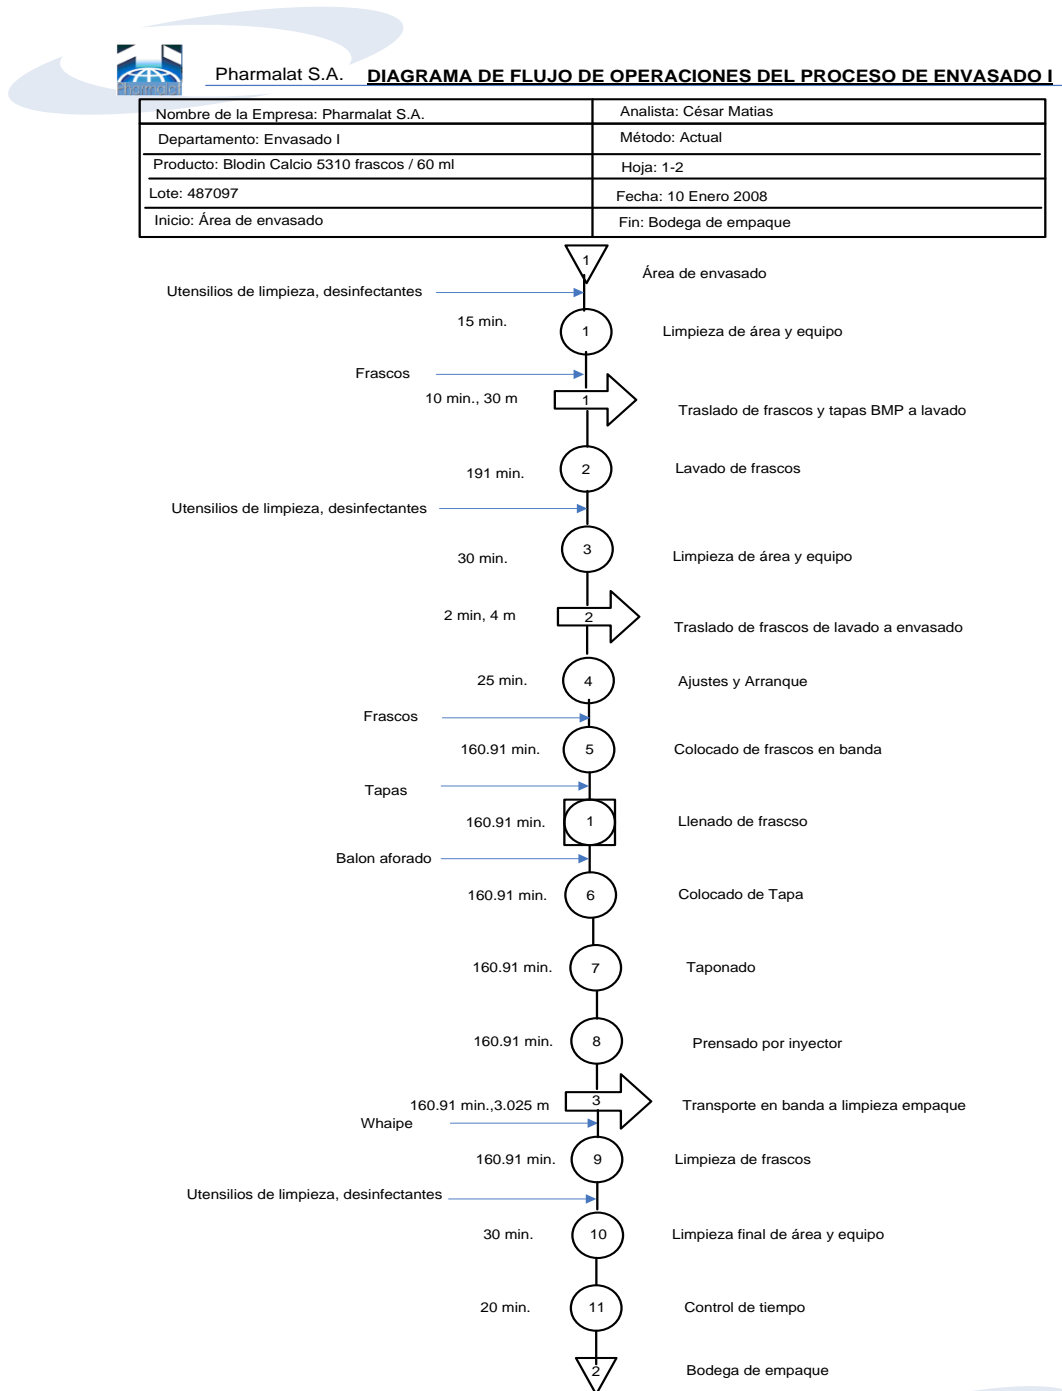 Pharmalat
Pharmalat S.A. DIAGRAMA DE FLUJO DE OPERACIONES DEL PROCESO DE ENVASADO I
Nombre de la Empresa: Pharmalat S.A. Analista: César Matias
Departamento: Envasado I Método: Actual
Producto: Blodin Calcio 5310 frascos / 60 ml Hoja: 1-2
Lote: 487097 Fecha: 10 Enero 2008
Inicio: Área de envasado Fin: Bodega de empaque
1 Área de envasado
Utensilios de limpieza, desinfectantes
15 min. 1 Limpieza de área y equipo
Frascos
10 min., 30 m 1 Traslado de frascos y tapas BMP a lavado
191 min. 2 Lavado de frascos
Utensilios de limpieza, desinfectantes
30 min. 3 Limpieza de área y equipo
2 min, 4 m 2 Traslado de frascos de lavado a envasado
25 min. 4 Ajustes y Arranque
Frascos
160.91 min. 5 Colocado de frascos en banda
Tapas
160.91 min. 1 Llenado de frascso
Balon aforado
160.91 min. 6 Colocado de Tapa
160.91 min. 7 Taponado
160.91 min. 8 Prensado por inyector
160.91 min.,3.025 m 3 Transporte en banda a limpieza empaque
Whaipe
160.91 min. 9 Limpieza de frascos
Utensilios de limpieza, desinfectantes
30 min. 10 Limpieza final de área y equipo
20 min. 11 Control de tiempo
2 Bodega de empaque